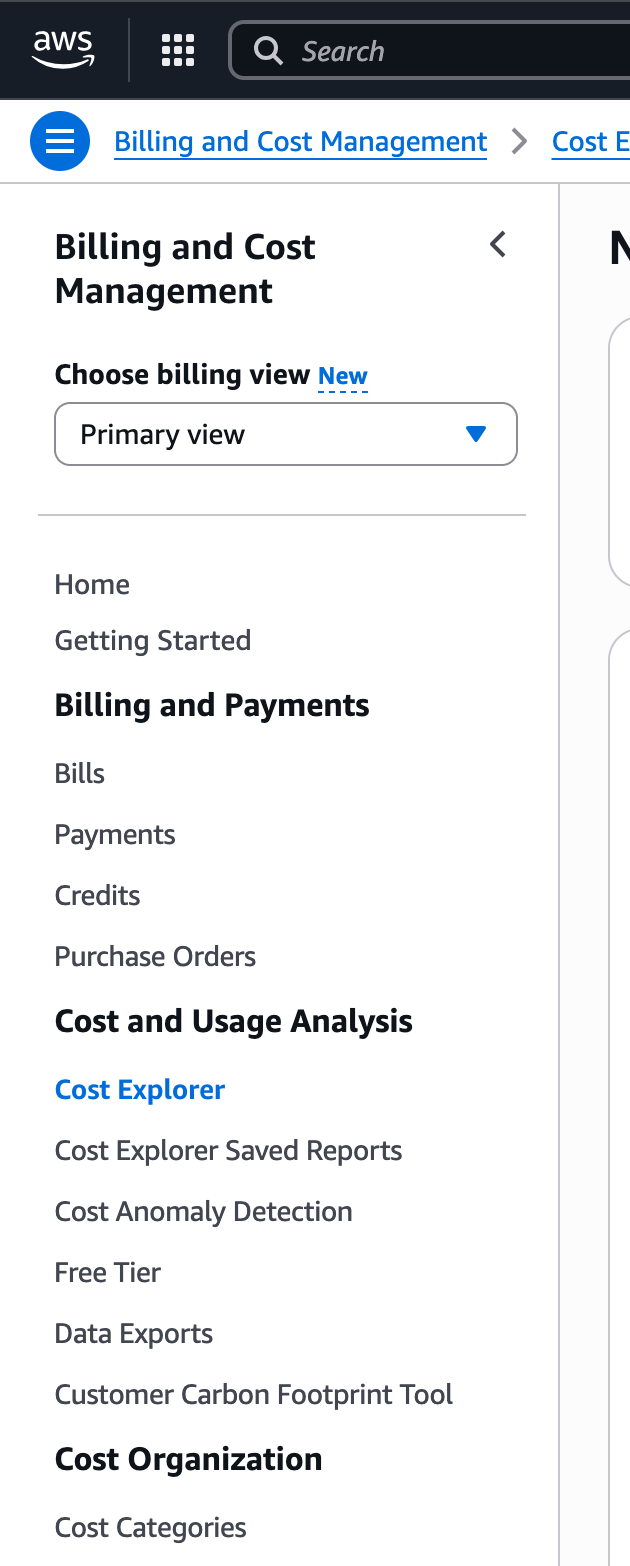 aws
Search
Billing and Cost Management
Cost E
Billing and Cost
Management
Choose billing view New
Primary view
Home
Getting Started
Billing and Payments
Bills
Payments
Credits
Purchase Orders
Cost and Usage Analysis
Cost Explorer
Cost Explorer Saved Reports
Cost Anomaly Detection
Free Tier
Data Exports
Customer Carbon Footprint Tool
Cost Organization
Cost Categories